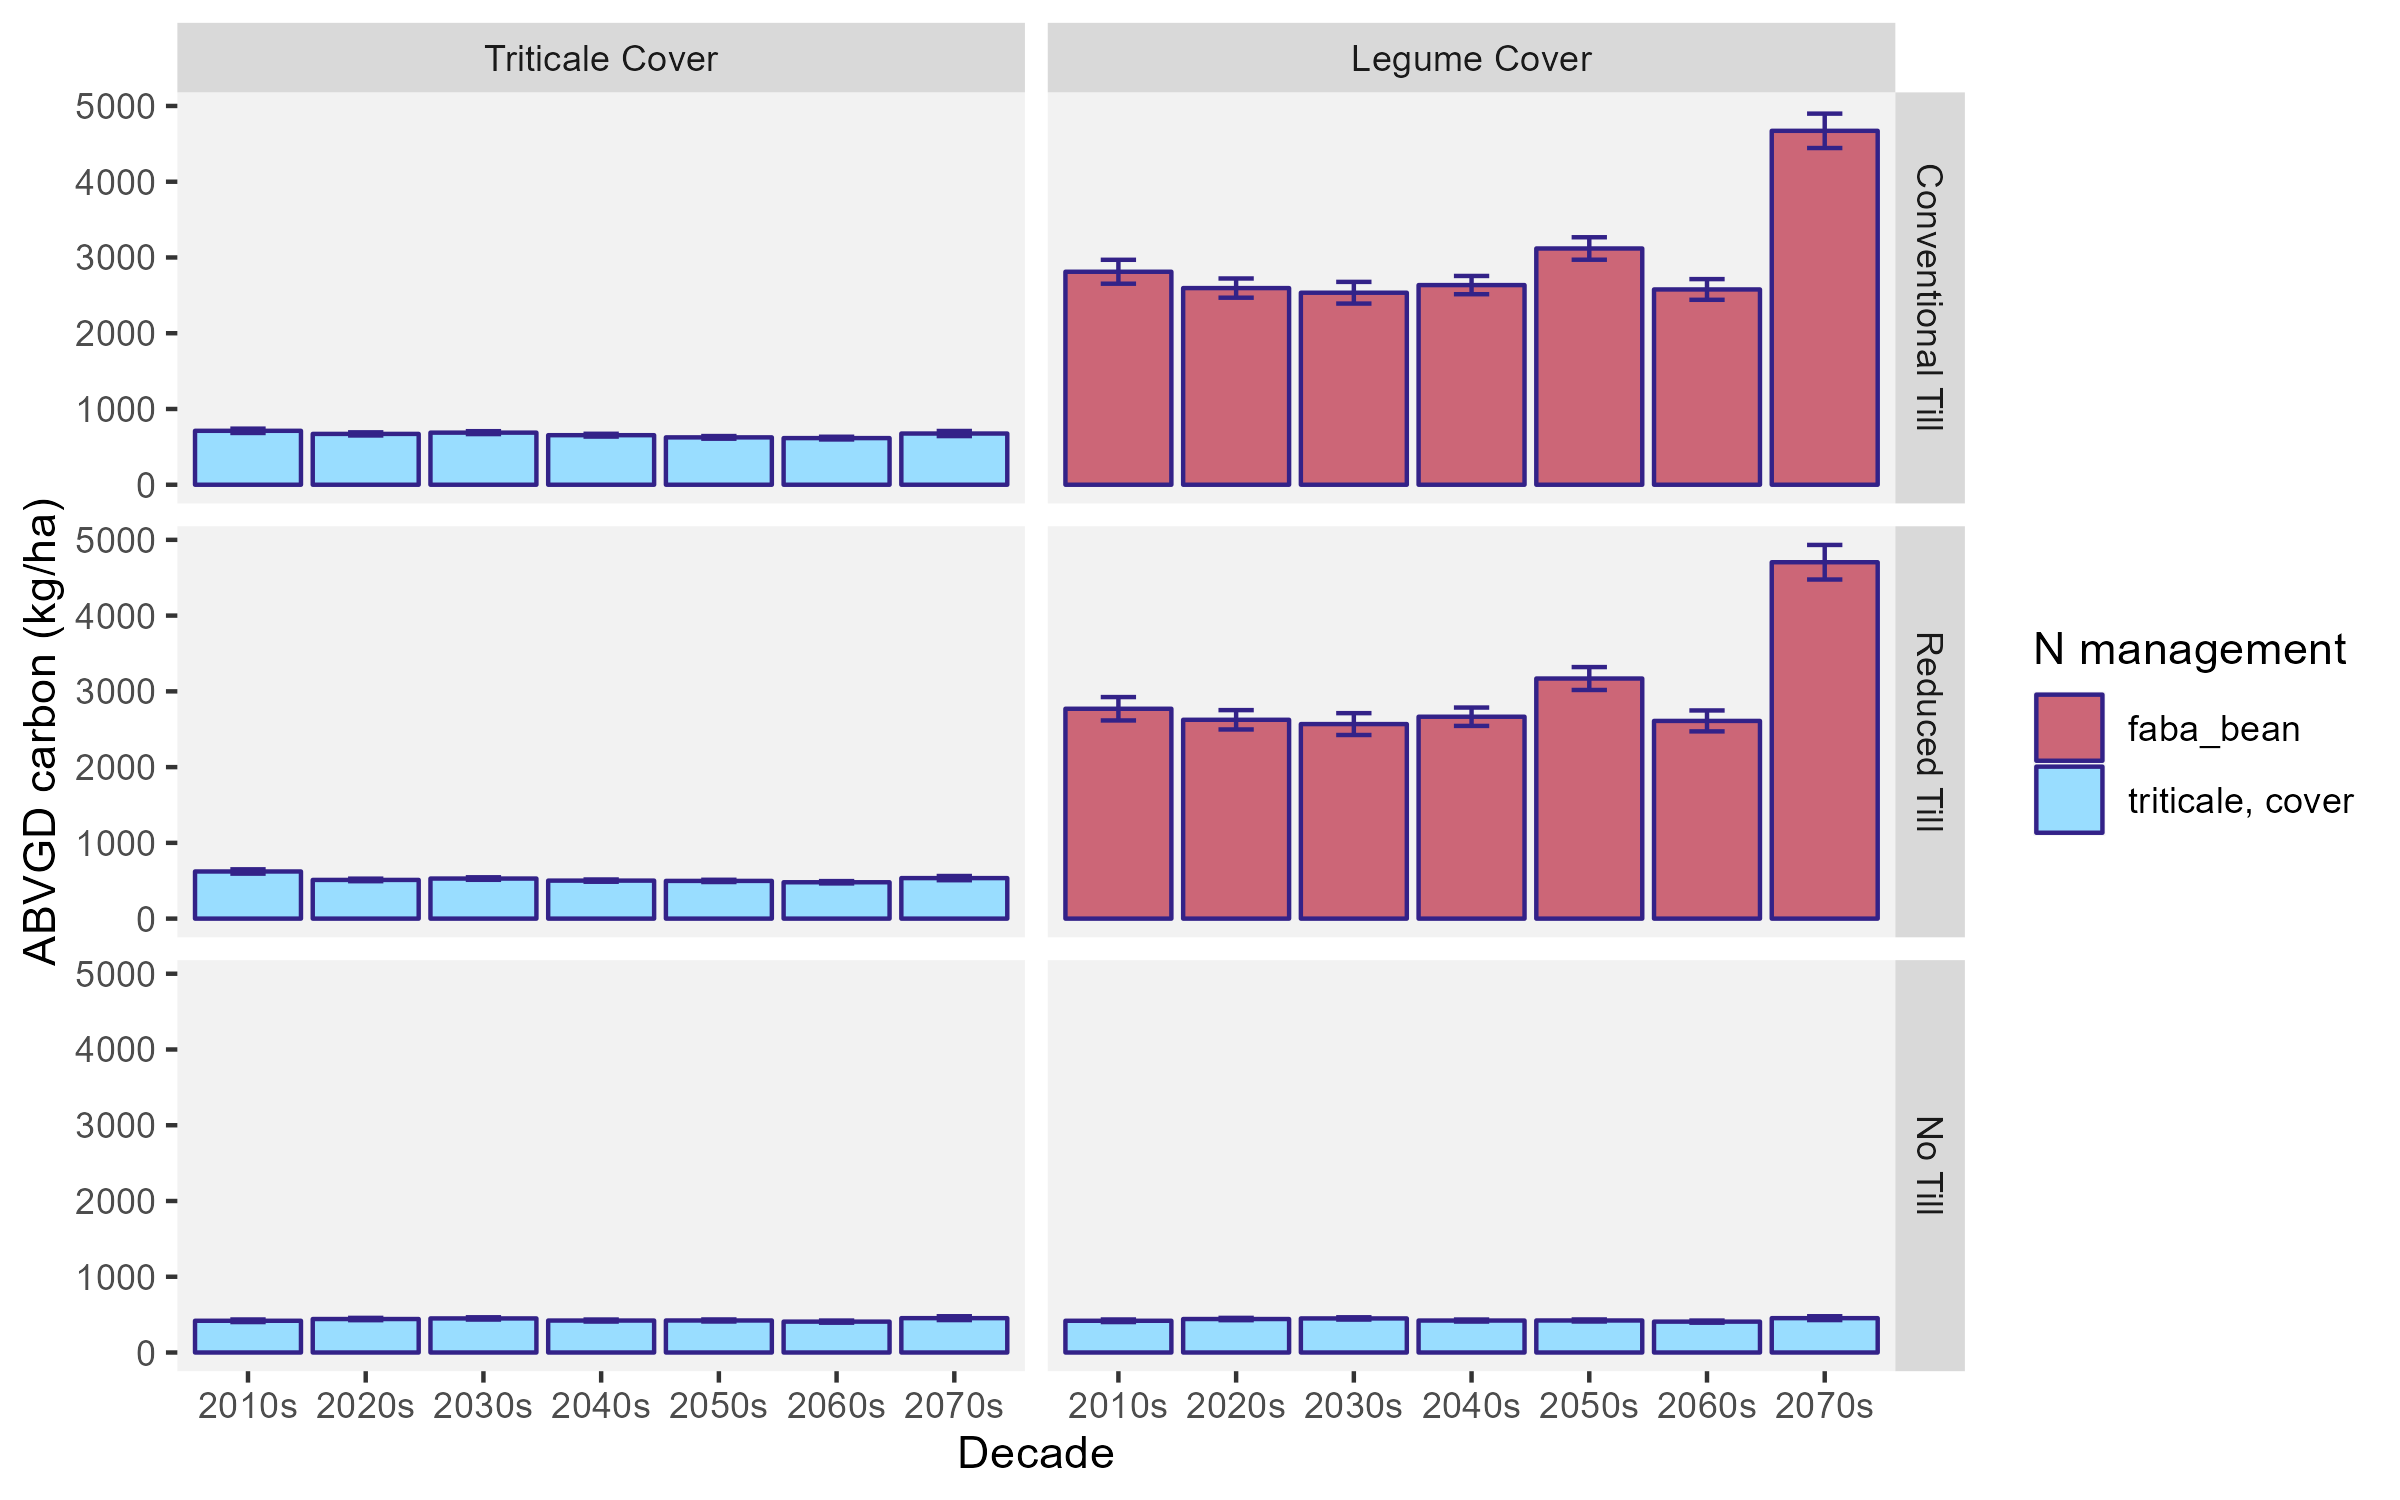 Triticale Cover
Legume Cover
5000
4000
3000
2000
1000
0
Conventional Till
5000
4000
3000
2000
1000
0
Reduced Till
5000
4000
3000
2000
1000
0
No Till
ABVGD carbon (kg/ha)
2010s 2020s 2030s 2040s 2050s 2060s 2070s
2010s 2020s 2030s 2040s 2050s 2060s 2070s
Decade
N management
faba_bean
triticale, cover